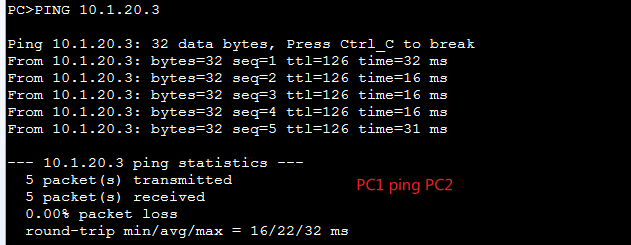 PC>PING 10.1.20.3
Ping 10.1.20.3: 32 data bytes, Press Ctrl_C to break
From 10.1.20.3: bytes=32 seq=1 ttl=126 time=32 ms
From 10.1.20.3: bytes=32 seq=2 ttl=126 time=16 ms
From 10.1.20.3: bytes=32 seq=3 ttl=126 time=16 ms
From 10.1.20.3: bytes=32 seq=4 ttl=126 time=16 ms
From 10.1.20.3: bytes=32 seq=5 ttl=126 time=31 ms
--- 10.1.20.3 ping statistics ---
5 packet(s) transmitted
5 packet(s) received
0.00% packet loss
round-trip min/avg/max = 16/22/32 ms
PC1 ping PC2